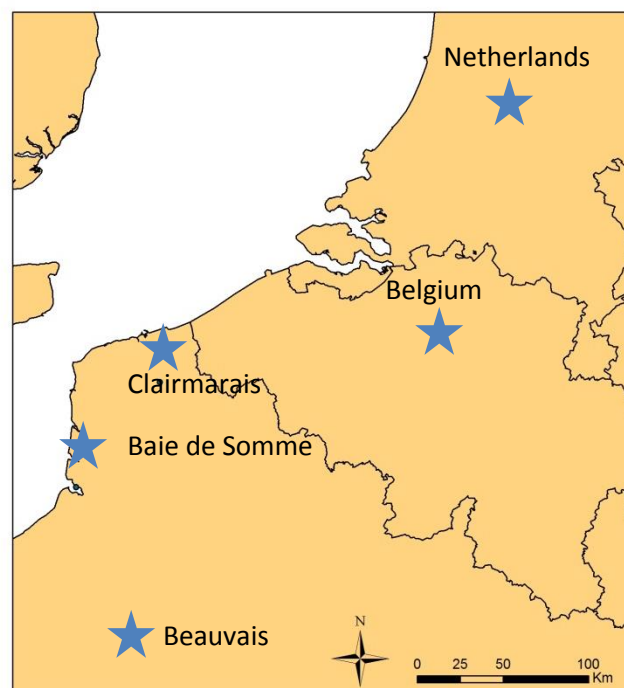 Netherlands
Belgium
Clairmarais
Baie de Somme
Beauvais
N
0 25 50 100
Km